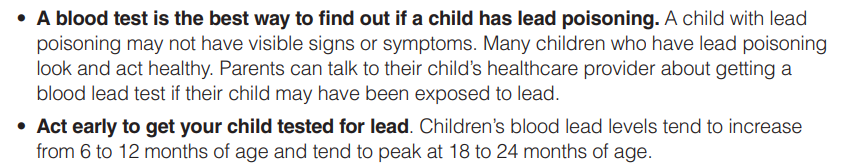 • A blood test is the best way to find out if a child has lead poisoning. A child with lead
poisoning may not have visible signs or symptoms. Many children who have lead poisoning
look and act healthy. Parents can talk to their child’s healthcare provider about getting a
blood lead test if their child may have been exposed to lead.
• Act early to get your child tested for lead. Children’s blood lead levels tend to increase
from 6 to 12 months of age and tend to peak at 18 to 24 months of age.